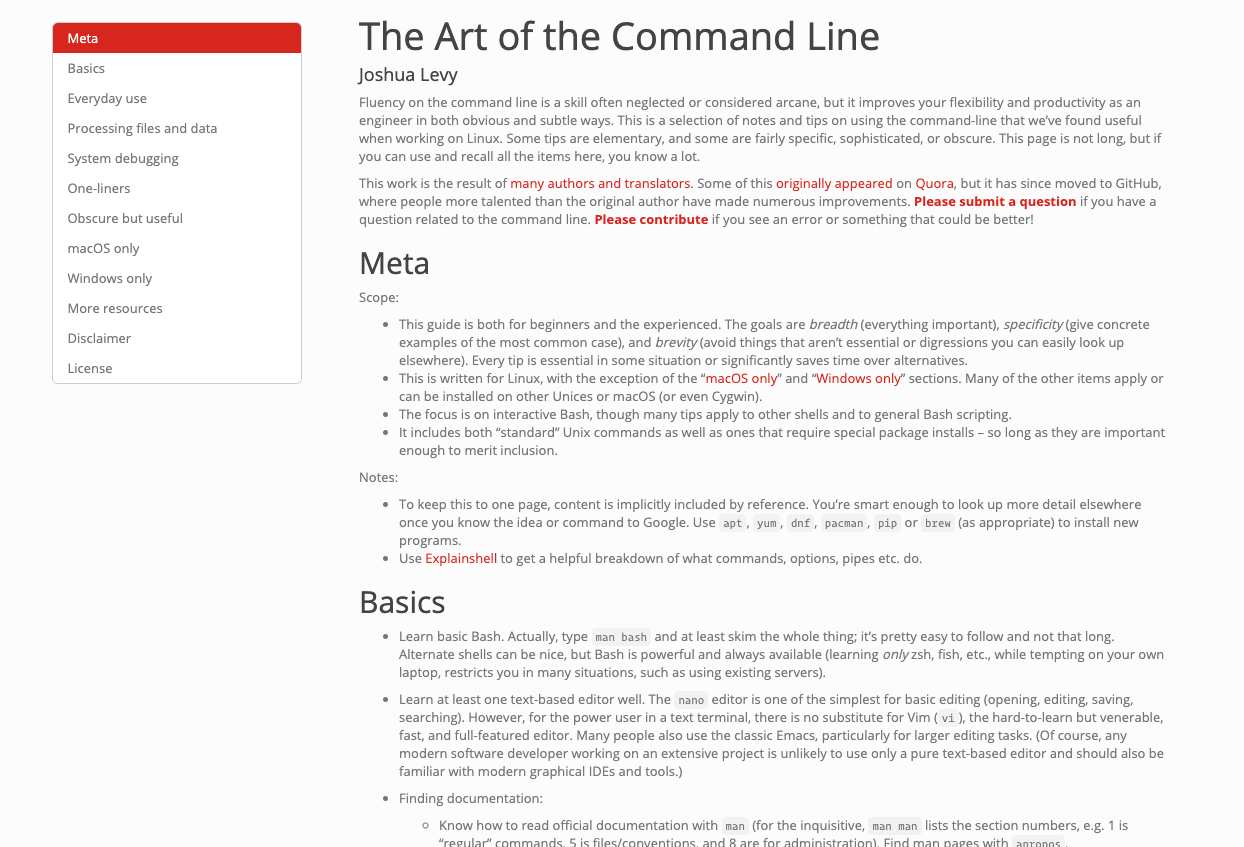 Meta
Basics
Everyday use
Processing files and data
System debugging
One-liners
Obscure but useful
macOS only
Windows only
More resources
Disclaimer
License
The Art of the Command Line
Joshua Levy
Fluency on the command line is a skill often neglected or considered arcane, but it improves your flexibility and productivity as an
engineer in both obvious and subtle ways. This is a selection of notes and tips on using the command-line that we’ve found useful
when working on Linux. Some tips are elementary, and some are fairly specific, sophisticated, or obscure. This page is not long, but if
you can use and recall all the items here, you know a lot.
This work is the result of many authors and translators. Some of this originally appeared on Quora, but it has since moved to GitHub,
where people more talented than the original author have made numerous improvements. Please submit a question if you have a
question related to the command line. Please contribute if you see an error or something that could be better!
Meta
Scope:
• This guide is both for beginners and the experienced. The goals are breadth (everything important), specificity (give concrete
examples of the most common case), and brevity (avoid things that aren’t essential or digressions you can easily look up
elsewhere). Every tip is essential in some situation or significantly saves time over alternatives.
• This is written for Linux, with the exception of the “macOS only” and “Windows only” sections. Many of the other items apply or
can be installed on other Unices or macOS (or even Cygwin).
• The focus is on interactive Bash, though many tips apply to other shells and to general Bash scripting.
• It includes both “standard” Unix commands as well as ones that require special package installs – so long as they are important
enough to merit inclusion.
Notes:
• To keep this to one page, content is implicitly included by reference. You’re smart enough to look up more detail elsewhere
once you know the idea or command to Google. Use apt, yum, dnf, pacman, pip or brew (as appropriate) to install new
programs.
• Use Explainshell to get a helpful breakdown of what commands, options, pipes etc. do.
Basics
• Learn basic Bash. Actually, type man bash and at least skim the whole thing; it’s pretty easy to follow and not that long.
Alternate shells can be nice, but Bash is powerful and always available (learning only zsh, fish, etc., while tempting on your own
laptop, restricts you in many situations, such as using existing servers).
• Learn at least one text-based editor well. The nano editor is one of the simplest for basic editing (opening, editing, saving,
searching). However, for the power user in a text terminal, there is no substitute for Vim (vi), the hard-to-learn but venerable,
fast, and full-featured editor. Many people also use the classic Emacs, particularly for larger editing tasks. (Of course, any
modern software developer working on an extensive project is unlikely to use only a pure text-based editor and should also be
familiar with modern graphical IDEs and tools.)
• Finding documentation:
◦ Know how to read official documentation with man (for the inquisitive, man man lists the section numbers, e.g. 1 is
“regular” commands, 5 is files/conventions, and 8 are for administration). Find man pages with apropos.